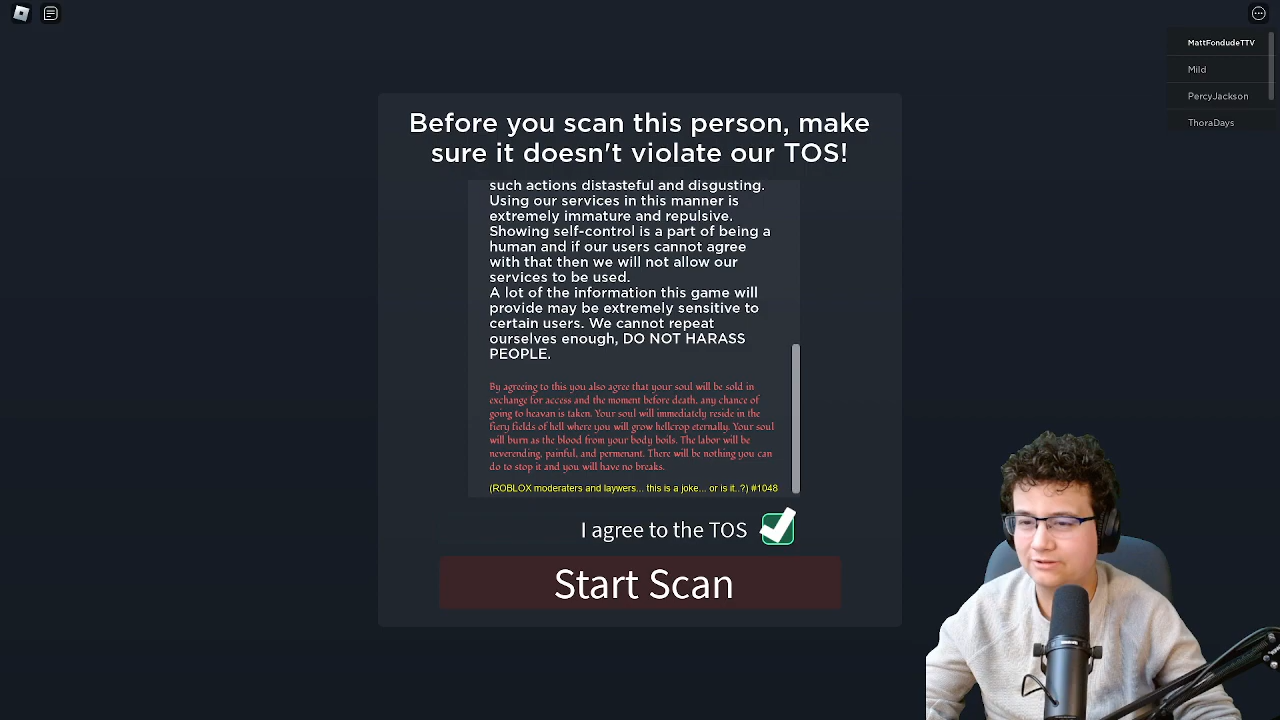 MattFondudeTTV
Mild
PercyJackson
ThoraDays
Before you scan this person, make
sure it doesn't violate our TOS!
such actions distasteful and disgusting.
Using our services in this manner is
extremely immature and repulsive.
Showing self-control is a part of being a
human and if our users cannot agree
with that then we will not allow our
services to be used.
A lot of the information this game will
provide may be extremely sensitive to
certain users. We cannot repeat
ourselves enough, DO NOT HARASS
PEOPLE.
By agreeing to this you also agree that your soul will be sold in
exchange for access and the moment before death, any chance of
going to heavan is taken. Your soul will immediately reside in the
fiery fields of hell where you will grow hellcrop eternally. Your soul
will burn as the blood from your body boils. The labor will be
neverending, painful, and permenant. There will be nothing you can
do to stop it and you will have no breaks.
(ROBLOX moderaters and laywers... this is a joke... or is it..?) #1048
I agree to the TOS
Start Scan